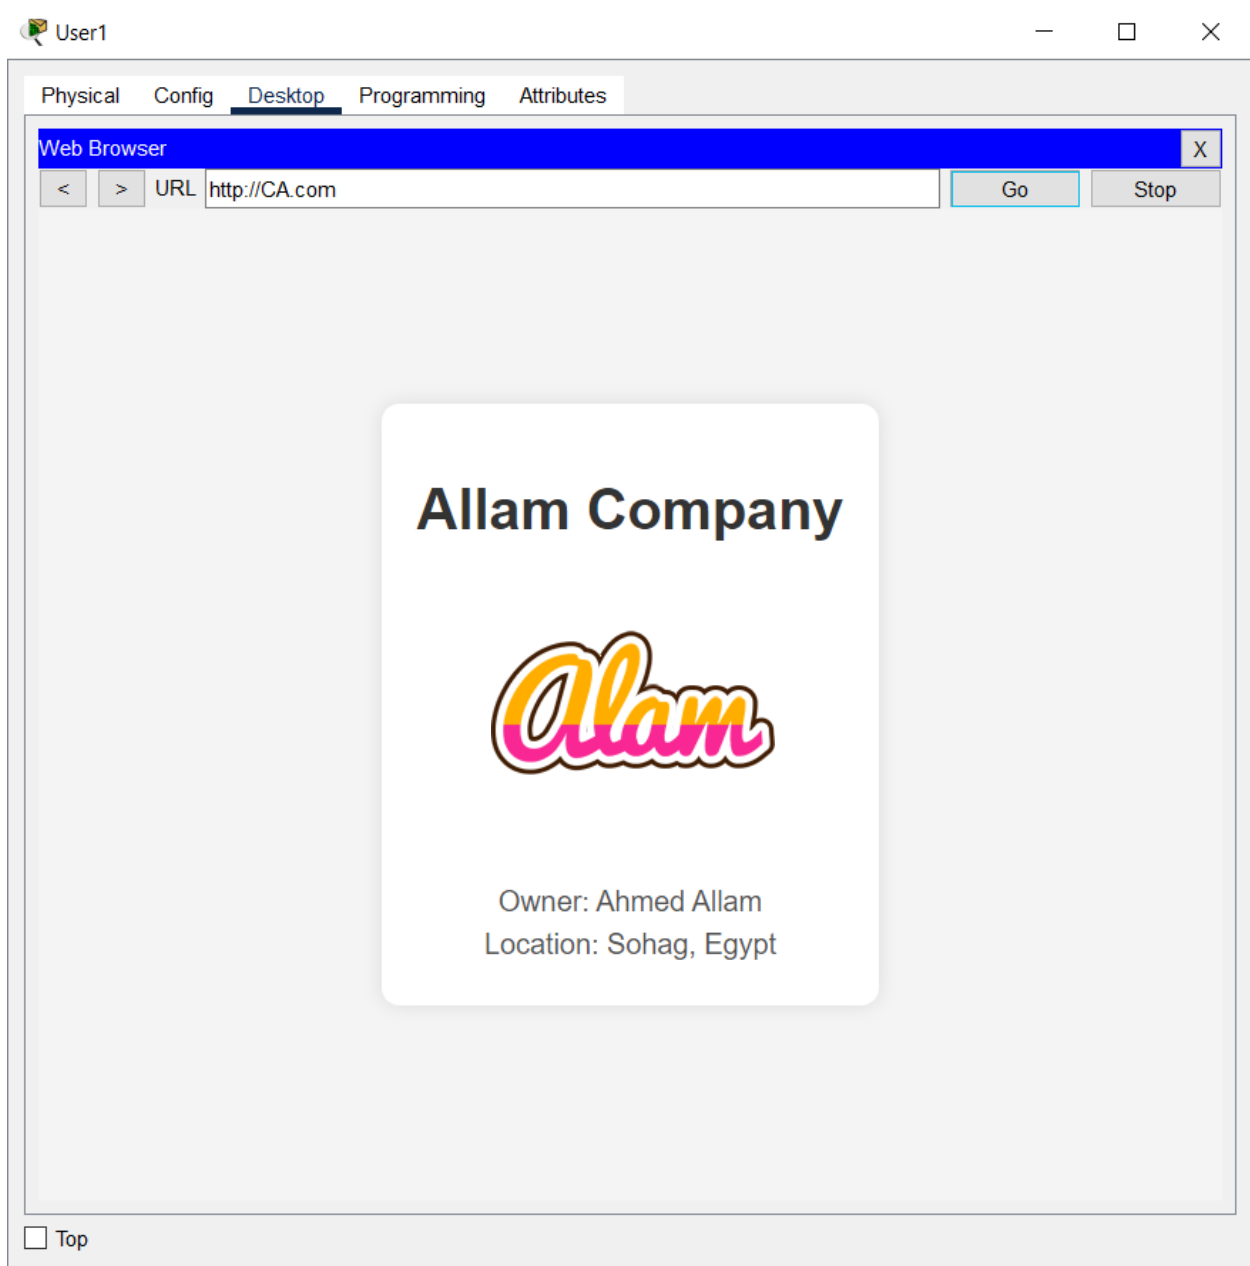 User1
Physical Config Desktop Programming Attributes
Web Browser X
< > URL http://CA.com Go Stop
Allam Company
Alam
Owner: Ahmed Allam
Location: Sohag, Egypt
Top